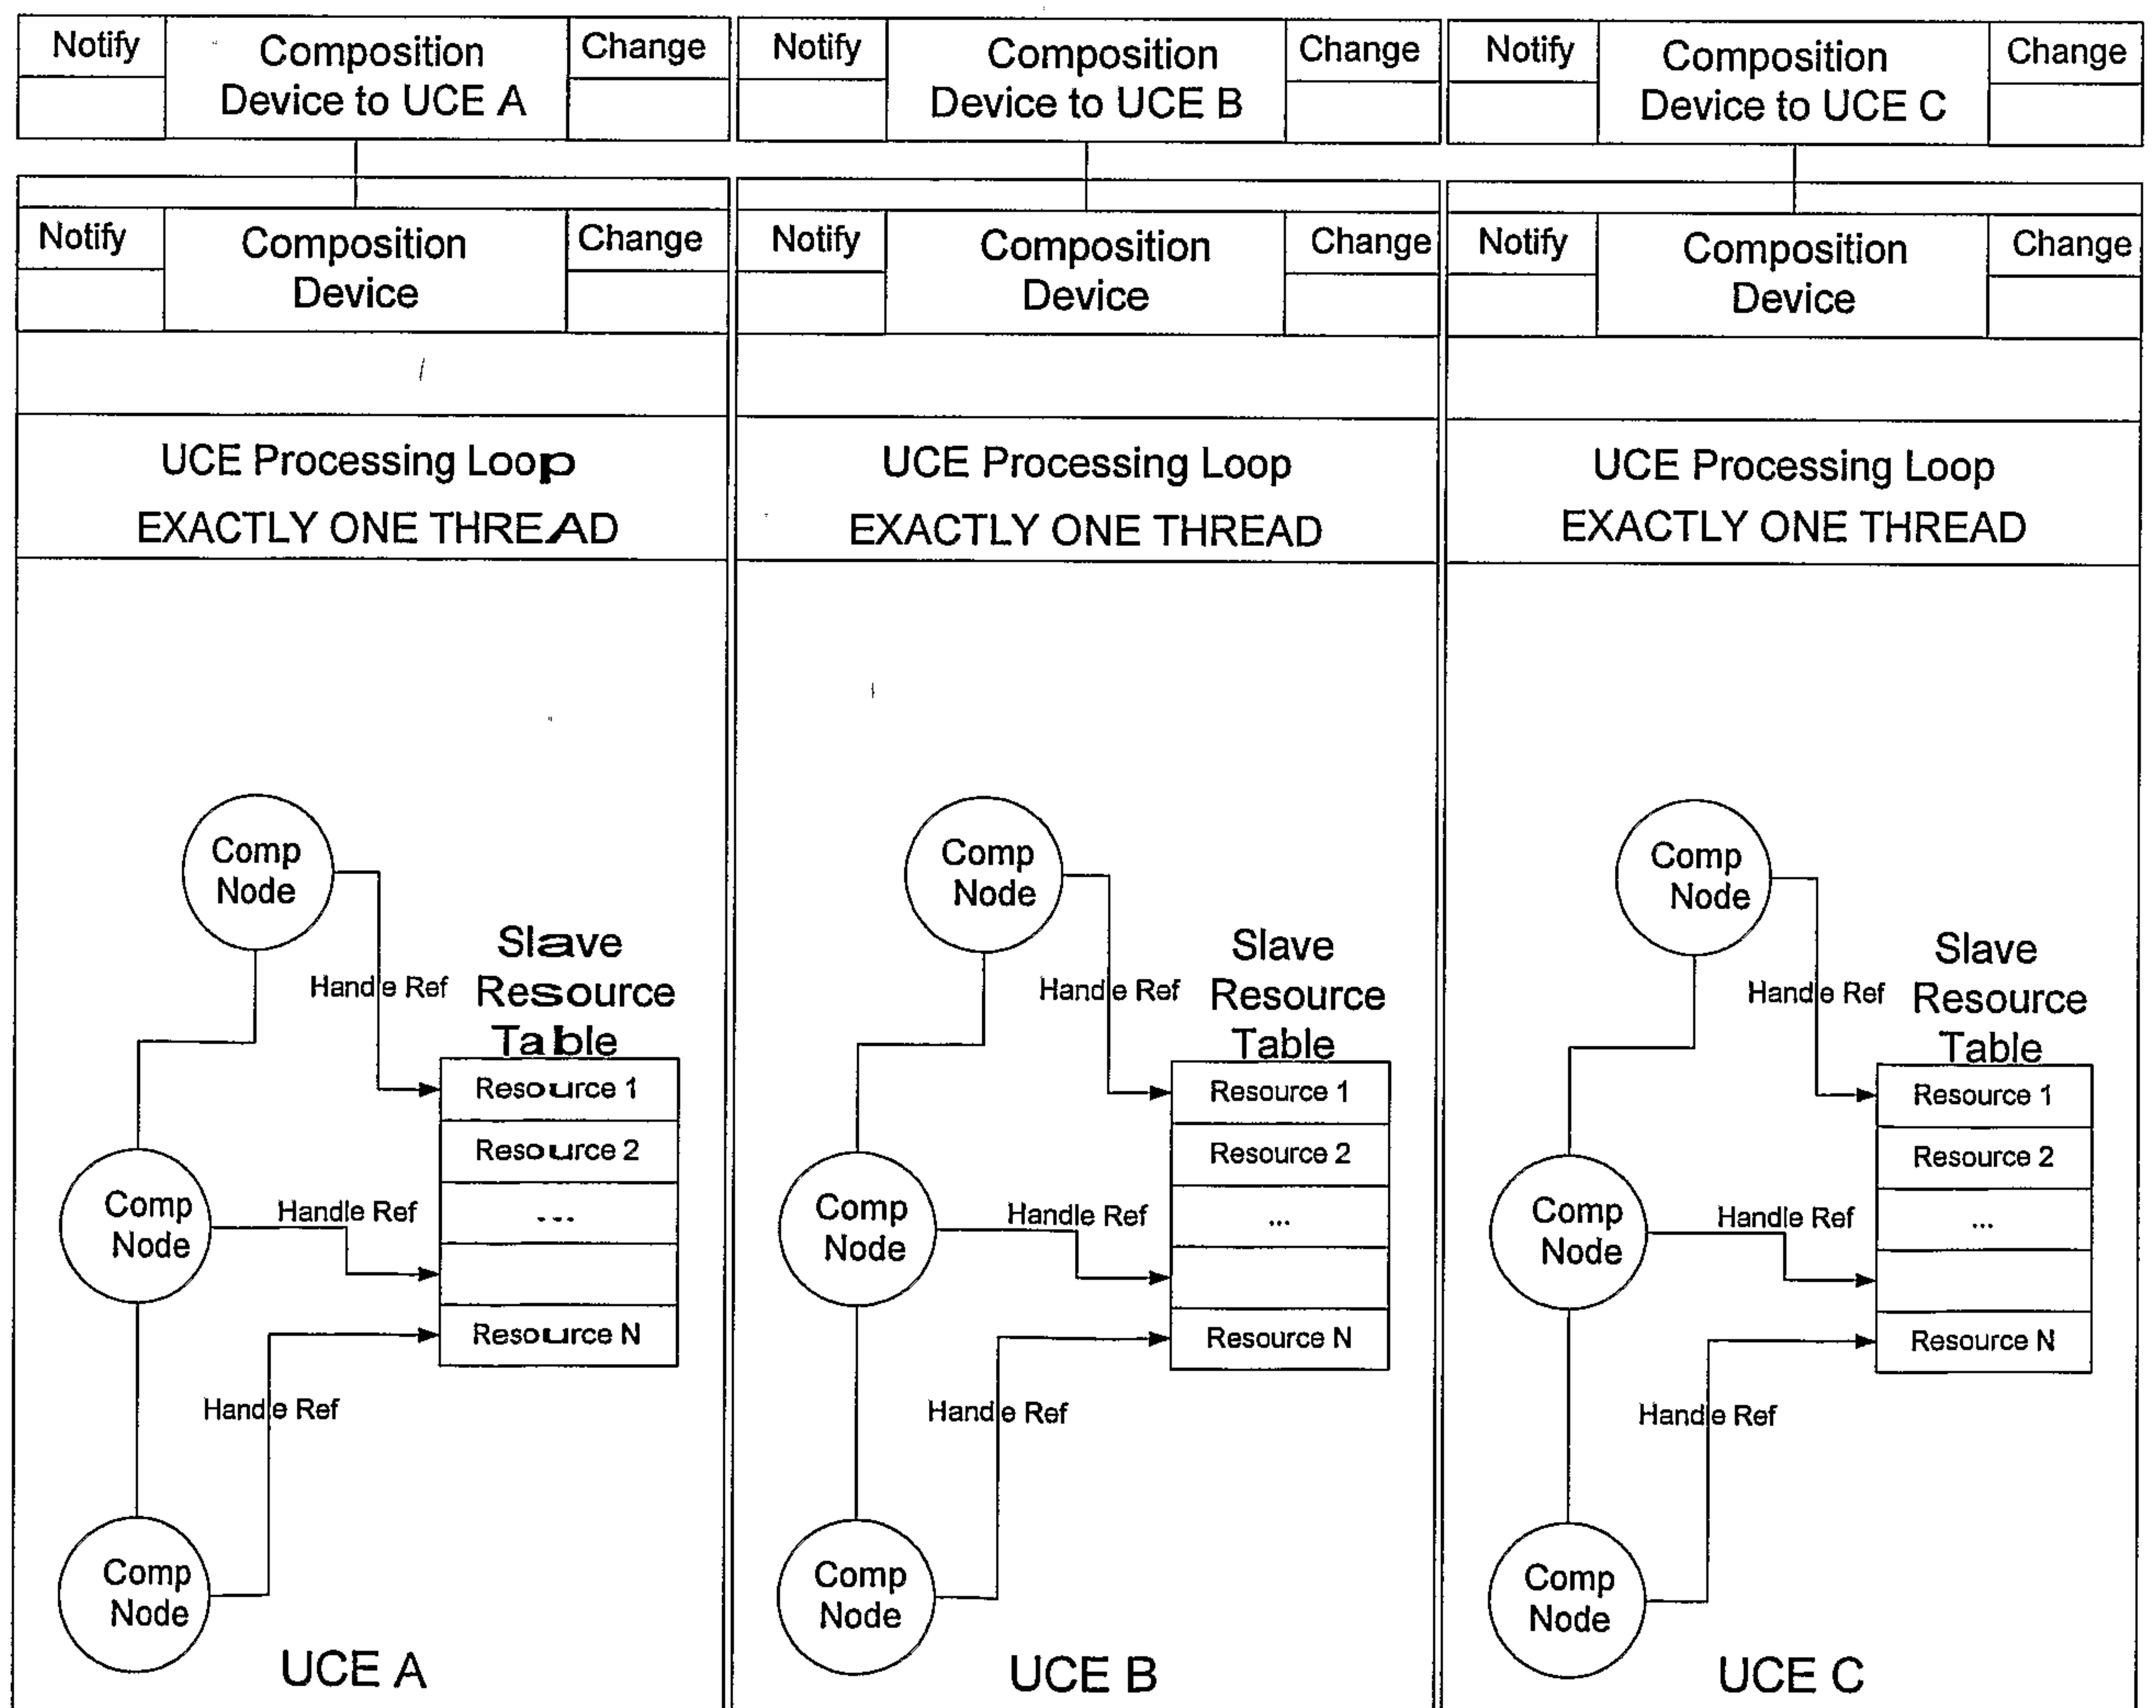 Notify
Composition
Device to UCE A
Change
Notify
Composition
Device to UCE B
Change
Notify
Composition
Device to UCE C
Change
Notify
Composition
Device
Change
Notify
Composition
Device
Change
Notify
Composition
Device
Change
UCE Processing Loop
EXACTLY ONE THREAD
UCE Processing Loop
EXACTLY ONE THREAD
UCE Processing Loop
EXACTLY ONE THREAD
Comp
Node
Handle Ref
Slave
Resource
Table
Resource 1
Resource 2
...
Resource N
Comp
Node
Handle Ref
Handle Ref
Comp
Node
UCE A
Comp
Node
Handle Ref
Slave
Resource
Table
Resource 1
Resource 2
...
Resource N
Comp
Node
Handle Ref
Handle Ref
Comp
Node
UCE B
Comp
Node
Handle Ref
Slave
Resource
Table
Resource 1
Resource 2
...
Resource N
Comp
Node
Handle Ref
Handle Ref
Comp
Node
UCE C